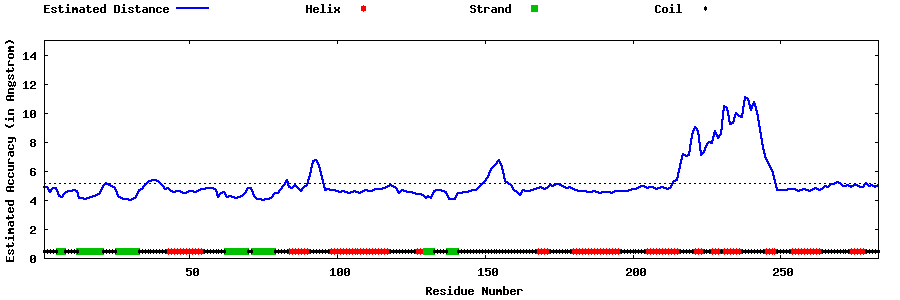 Estimated Distance Helix Strand Coil
Estimated Accuracy (in Angstrom)
14
12
10
8
6
4
2
0
50 100 150 200 250
Residue Number